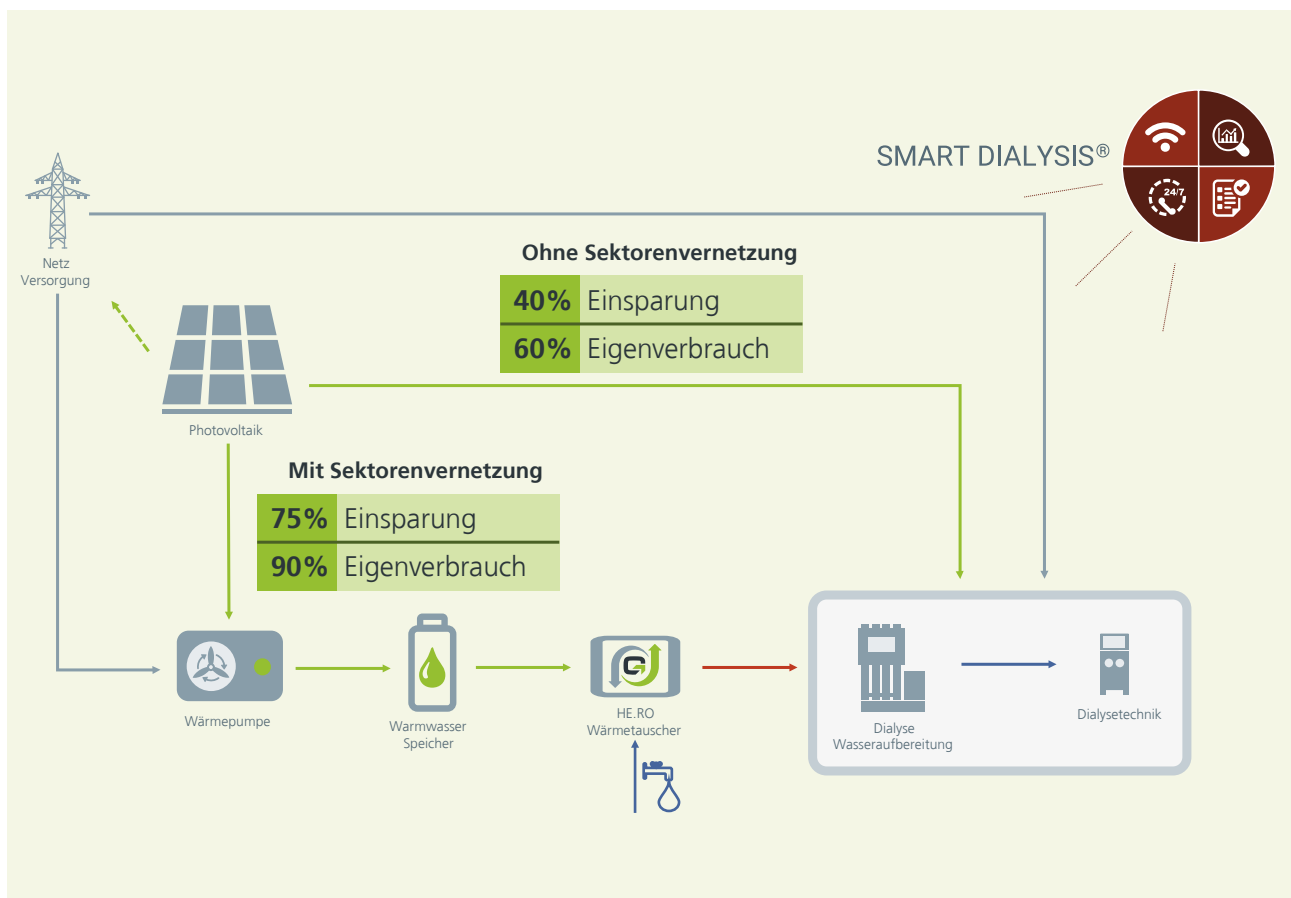 SMART DIALYSIS®
24/7
Netz
Versorgung
Ohne Sektorenvernetzung
40% Einsparung
60% Eigenverbrauch
Photovoltaik
Mit Sektorenvernetzung
75% Einsparung
90% Eigenverbrauch
Wärmepumpe
Warmwasser
Speicher
G
HE.RO
Wärmetauscher
Dialyse
Wasseraufbereitung
Dialysetechnik